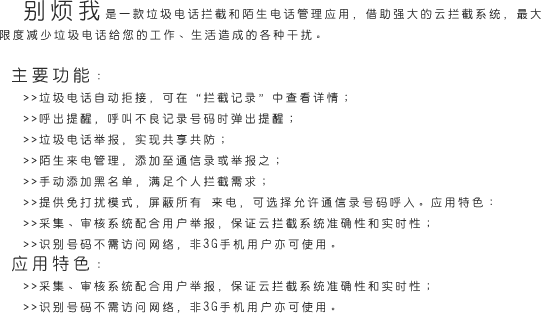 别烦我是一款垃圾电话拦截和陌生电话管理应用，借助强大的云拦截系统，最大
限度减少垃圾电话给您的工作、生活造成的各种干扰。
主要功能：
>>垃圾电话自动拒接，可在“拦截记录”中查看详情；
>>呼出提醒，呼叫不良记录号码时弹出提醒；
>>垃圾电话举报，实现共享共防；
>>陌生来电管理，添加至通信录或举报之；
>>手动添加黑名单，满足个人拦截需求；
>>提供免打扰模式，屏蔽所有 来电，可选择允许通信录号码呼入。应用特色：
>>采集、审核系统配合用户举报，保证云拦截系统准确性和实时性；
>>识别号码不需访问网络，非3G手机用户亦可使用。
应用特色：
>>采集、审核系统配合用户举报，保证云拦截系统准确性和实时性；
>>识别号码不需访问网络，非3G手机用户亦可使用。